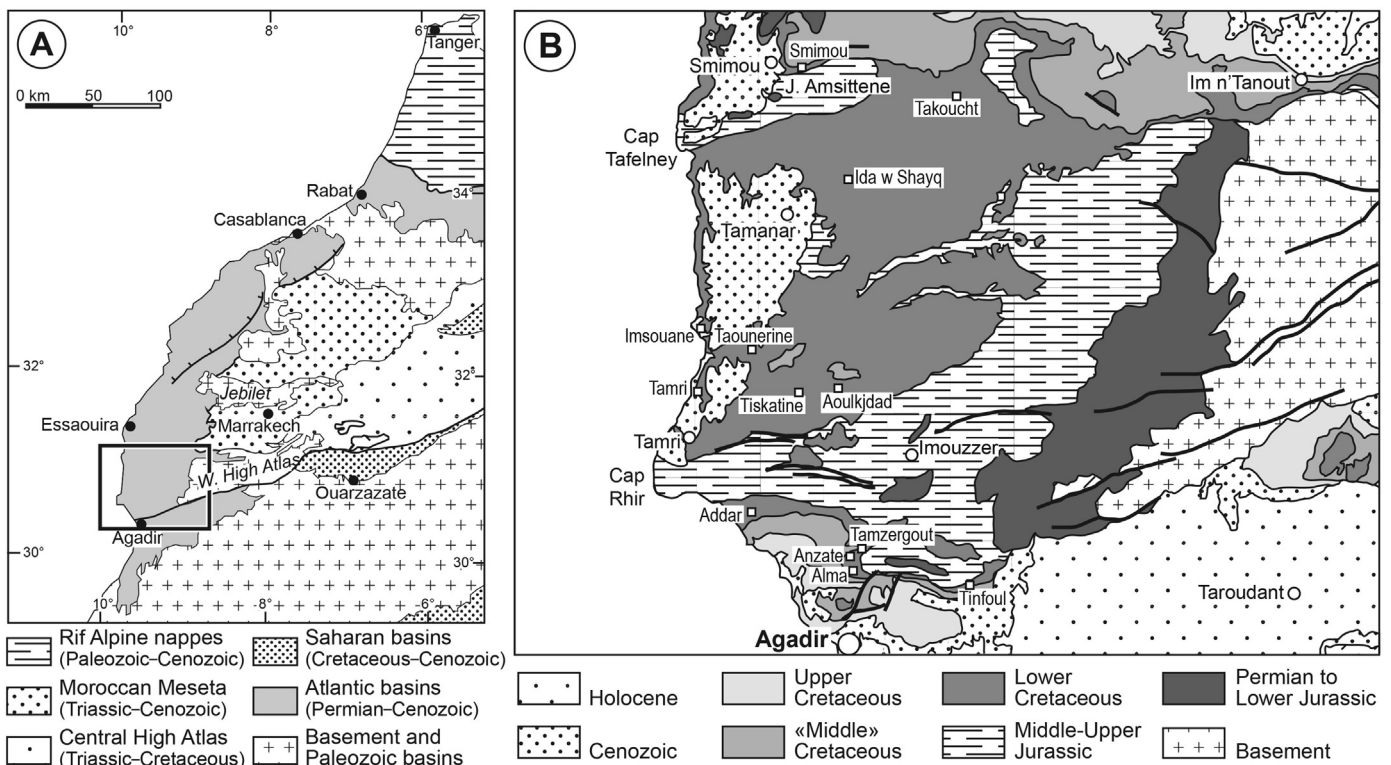 A
10°
8°
6°
Tanger
0 km 50 100
Rabat
34°
Casablanca
32°
32°
Jebilet
Essaouira
Marrakech
W. High Atlas
Ouarzazate
Agadir
30°
30°
10°
8°
6°
Rif Alpine nappes
(Paleozoic–Cenozoic)
Saharan basins
(Cretaceous–Cenozoic)
Moroccan Meseta
(Triassic–Cenozoic)
Atlantic basins
(Permian–Cenozoic)
Central High Atlas
(Triassic–Cretaceous)
Basement and
Paleozoic basins
B
Smimou
Smimou
J. Amsittene
Im n’Tanout
Takoucht
Cap
Tafelney
Ida w Shayq
Tamanar
Imsouane
Taounerine
Tamri
Tiskatine
Aoulkjdad
Tamri
Imouzzer
Cap
Rhir
Addar
Tamzergout
Anzate
Alma
Tinfoul
Taroudant
Agadir
Holocene
Upper
Cretaceous
Lower
Cretaceous
Permian to
Lower Jurassic
Cenozoic
«Middle»
Cretaceous
Middle-Upper
Jurassic
Basement